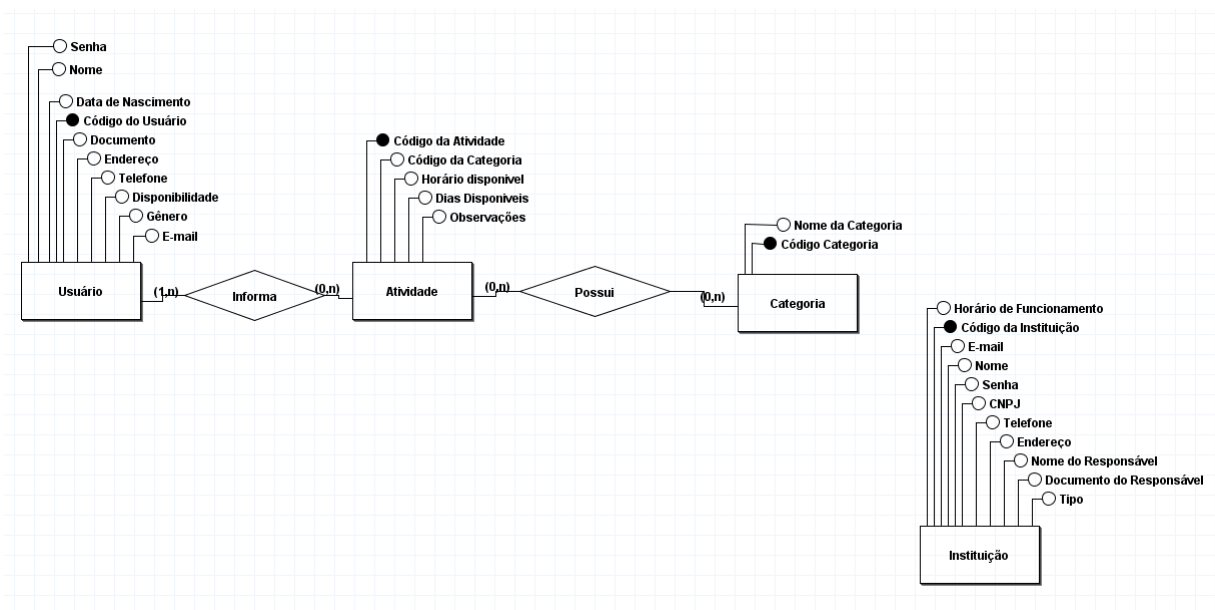 Senha
Nome
Data de Nascimento
Código do Usuário
Documento
Endereço
Telefone
Disponibilidade
Gênero
E-mail
Usuário
(1,n)
Informa
(0,n)
Código da Atividade
Código da Categoria
Horário disponivel
Dias Disponiveis
Observações
Atividade
(0,n)
Possui
(0,n)
Nome da Categoria
Código Categoria
Categoria
Horário de Funcionamento
Código da Instituição
E-mail
Nome
Senha
CNPJ
Telefone
Endereço
Nome do Responsável
Documento do Responsável
Tipo
Instituição